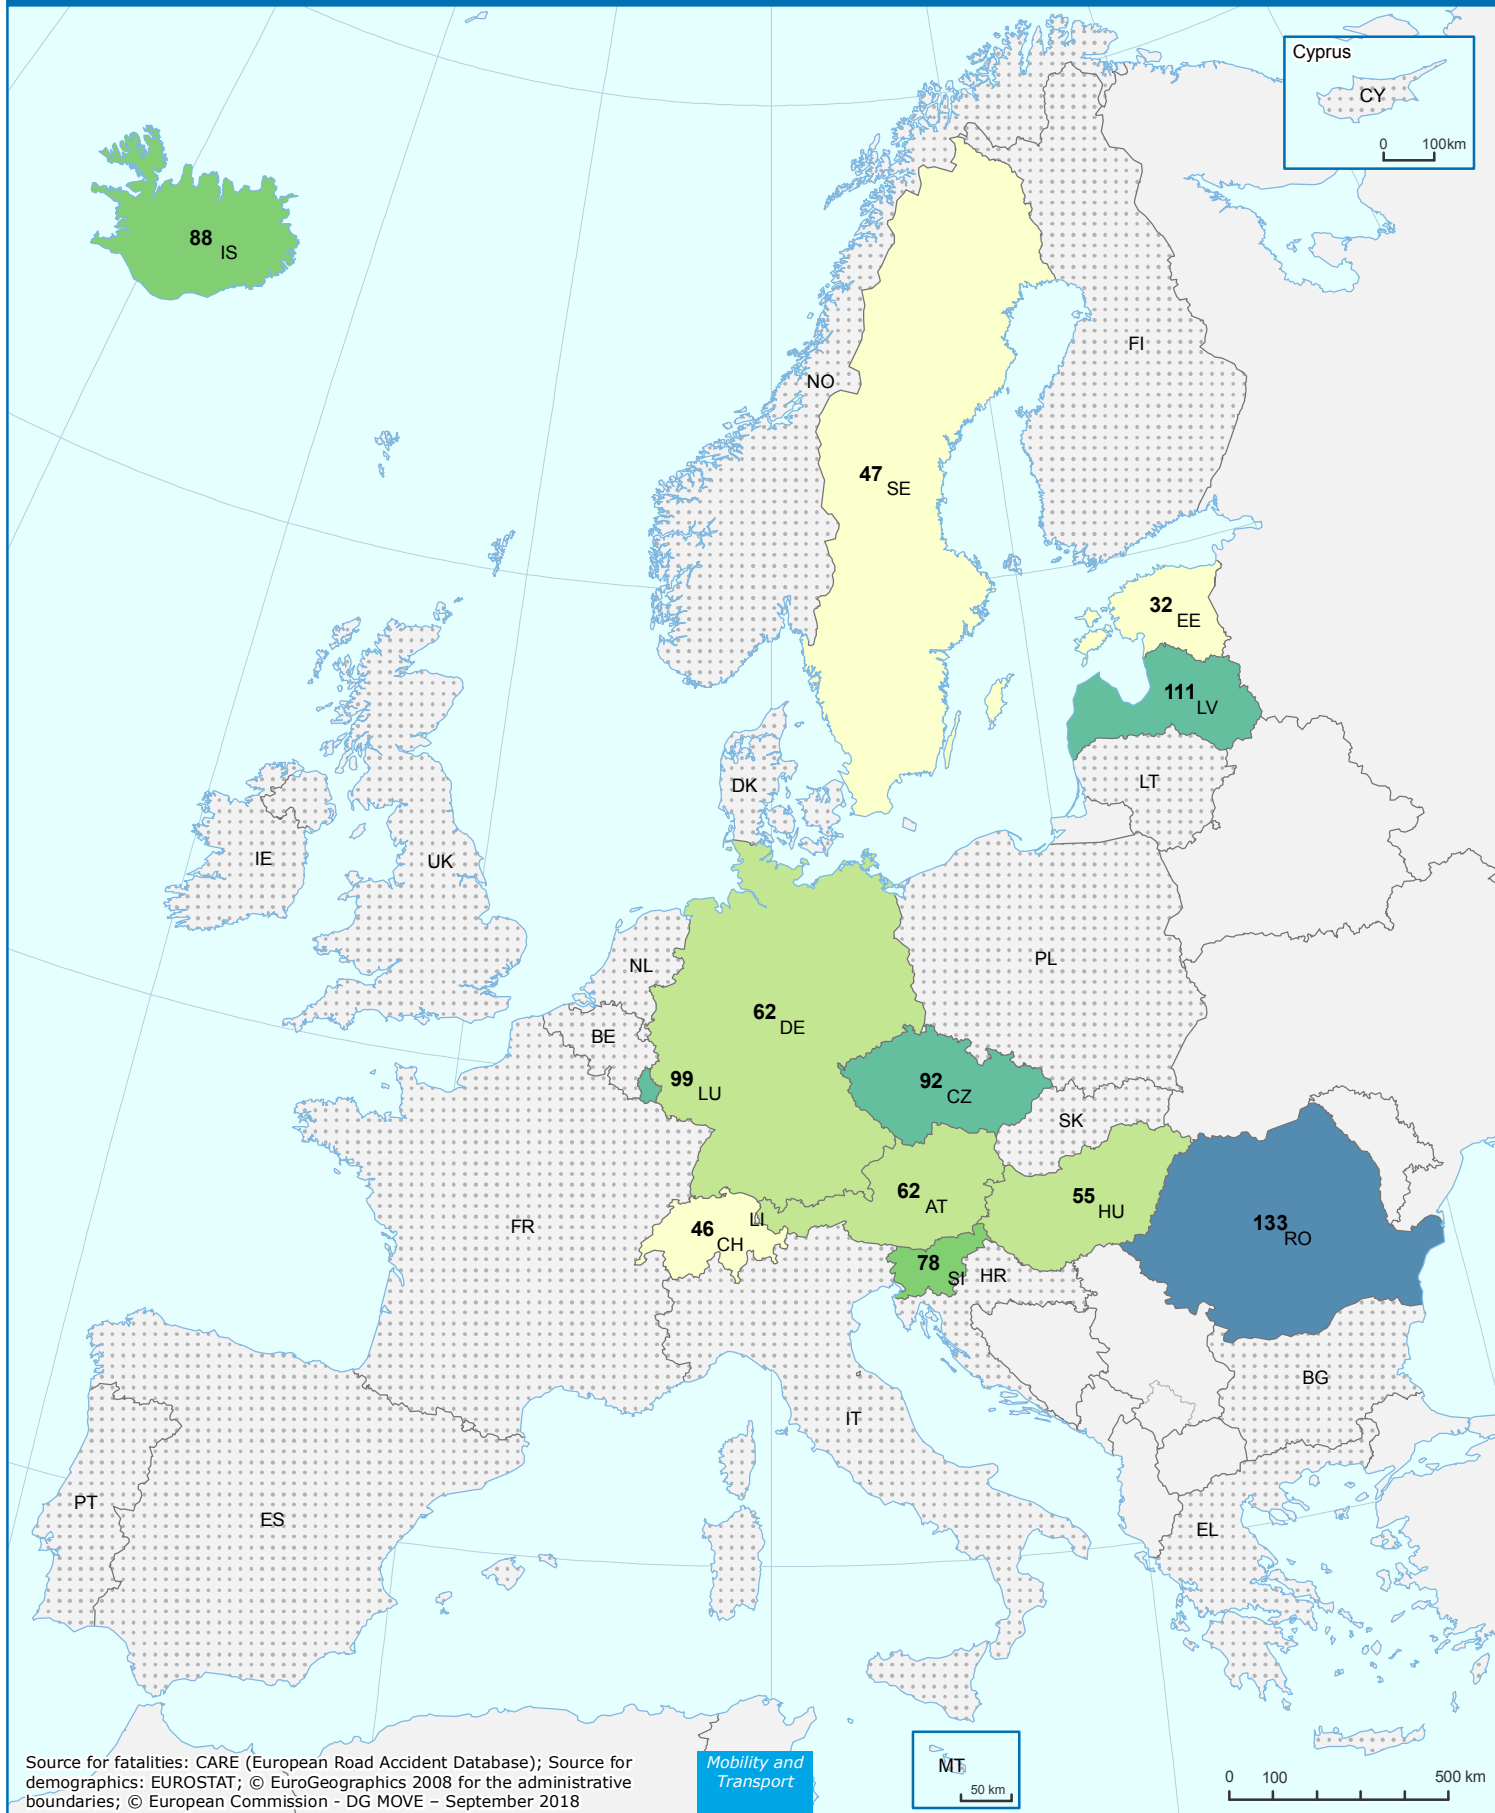 Cyprus
CY
0 100km
88 IS
FI
NO
47 SE
32 EE
111 LV
LT
DK
IE
UK
NL
PL
62 DE
BE
99 LU
92 CZ
SK
62 AT
55 HU
LI
46 CH
FR
133 RO
78 SI
HR
BG
IT
PT
ES
EL
MT
50 km
0 100 500 km
Source for fatalities: CARE (European Road Accident Database); Source for
demographics: EUROSTAT; © EuroGeographics 2008 for the administrative
boundaries; © European Commission - DG MOVE – September 2018
Mobility and
Transport